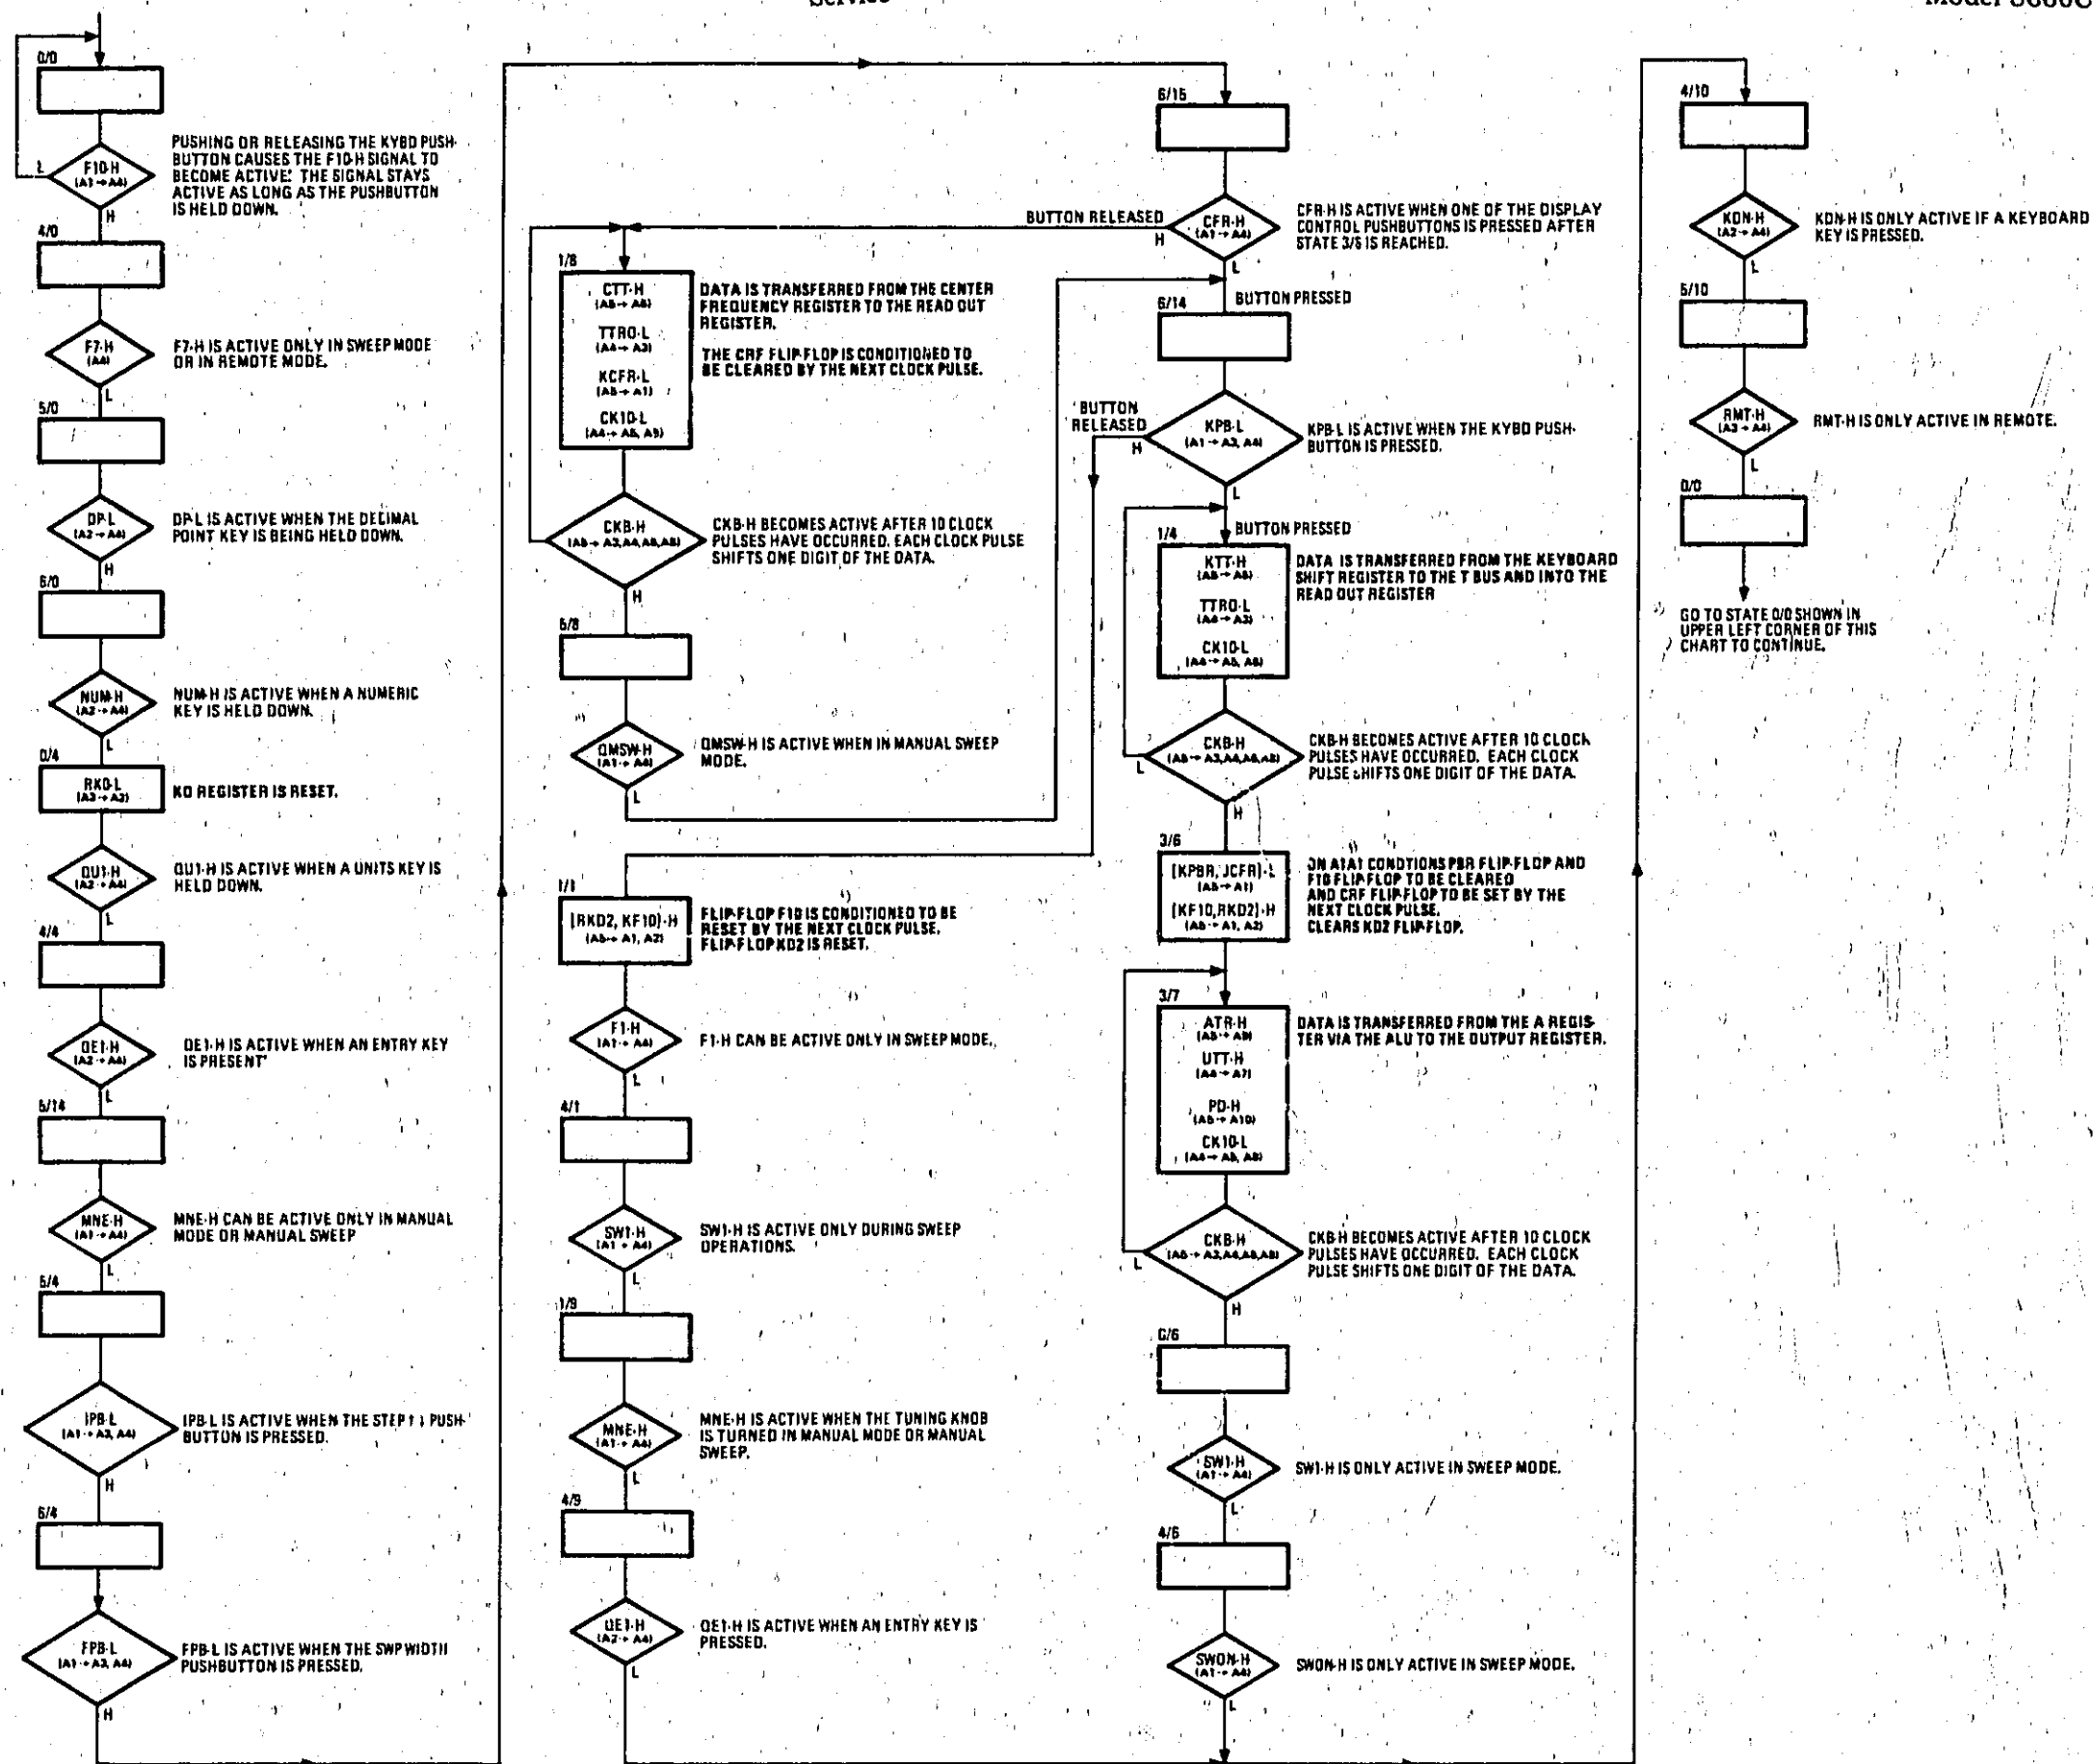 Service
0/0
F10-H
(A1→A4)
L
H
PUSHING OR RELEASING THE KYBD PUSH-
BUTTON CAUSES THE F10-H SIGNAL TO
BECOME ACTIVE. THE SIGNAL STAYS
ACTIVE AS LONG AS THE PUSHBUTTON
IS HELD DOWN.
4/0
F7-H
(A4)
L
F7-H IS ACTIVE ONLY IN SWEEP MODE
OR IN REMOTE MODE.
5/0
DP-L
(A2→A4)
H
DP-L IS ACTIVE WHEN THE DECIMAL
POINT KEY IS BEING HELD DOWN.
6/0
NUM-H
(A2→A4)
L
NUM-H IS ACTIVE WHEN A NUMERIC
KEY IS HELD DOWN.
0/4
RKD-L
KD REGISTER IS RESET.
QU1-H
(A2→A4)
L
QU1-H IS ACTIVE WHEN A UNITS KEY IS
HELD DOWN.
4/4
QE1-H
(A2→A4)
L
QE1-H IS ACTIVE WHEN AN ENTRY KEY
IS PRESENT
5/14
MNE-H
(A1→A4)
L
MNE-H CAN BE ACTIVE ONLY IN MANUAL
MODE OR MANUAL SWEEP
5/4
IPB-L
(A1→A3, A4)
H
IPB-L IS ACTIVE WHEN THE STEP PUSH-
BUTTON IS PRESSED.
6/4
FPB-L
(A1→A3, A4)
H
FPB-L IS ACTIVE WHEN THE SWP WIDTH
PUSHBUTTON IS PRESSED.
1/8
CTT-H
TTRO-L
(A4→A3)
KCFR-L
(A5→A1)
CK10-L
DATA IS TRANSFERRED FROM THE CENTER
FREQUENCY REGISTER TO THE READ OUT
REGISTER.
THE CRF FLIP-FLOP IS CONDITIONED TO
BE CLEARED BY THE NEXT CLOCK PULSE.
CKB-H
H
CKB-H BECOMES ACTIVE AFTER 10 CLOCK
PULSES HAVE OCCURRED. EACH CLOCK PULSE
SHIFTS ONE DIGIT OF THE DATA.
5/8
QMSW-H
(A1→A4)
L
QMSW-H IS ACTIVE WHEN IN MANUAL SWEEP
MODE.
1/1
[RKD2, KF10]-H
(A5→A1, A2)
FLIP-FLOP F10 IS CONDITIONED TO BE
RESET BY THE NEXT CLOCK PULSE.
FLIP-FLOP KD2 IS RESET.
F1-H
(A1→A4)
L
F1-H CAN BE ACTIVE ONLY IN SWEEP MODE.
4/1
SW1-H
(A1→A4)
L
SW1-H IS ACTIVE ONLY DURING SWEEP
OPERATIONS.
1/9
MNE-H
(A1→A4)
L
MNE-H IS ACTIVE WHEN THE TUNING KNOB
IS TURNED IN MANUAL MODE OR MANUAL
SWEEP.
4/9
QE1-H
(A2→A4)
L
QE1-H IS ACTIVE WHEN AN ENTRY KEY IS
PRESSED.
6/15
CFR-H
(A1→A4)
BUTTON RELEASED
H
L
CFR-H IS ACTIVE WHEN ONE OF THE DISPLAY
CONTROL PUSHBUTTONS IS PRESSED AFTER
STATE 3/6 IS REACHED.
BUTTON PRESSED
6/14
BUTTON
RELEASED
H
KPB-L
(A1→A3, A4)
L
KPB-L IS ACTIVE WHEN THE KYBD PUSH-
BUTTON IS PRESSED.
BUTTON PRESSED
1/4
KTT-H
TTRO-L
(A4→A3)
CK10-L
DATA IS TRANSFERRED FROM THE KEYBOARD
SHIFT REGISTER TO THE T BUS AND INTO THE
READ OUT REGISTER
CKB-H
L
H
CKB-H BECOMES ACTIVE AFTER 10 CLOCK
PULSES HAVE OCCURRED. EACH CLOCK
PULSE SHIFTS ONE DIGIT OF THE DATA.
3/6
[KPBR, JCFR]-L
(A5→A1)
[KF10, RKD2]-H
(A5→A1, A2)
ON A1A1 CONDTIONS PBR FLIP-FLOP AND
F10 FLIP-FLOP TO BE CLEARED
AND CRF FLIP-FLOP TO BE SET BY THE
NEXT CLOCK PULSE.
CLEARS KD2 FLIP-FLOP.
3/7
ATR-H
UTT-H
(A4→A7)
PD-H
(A5→A10)
CK10-L
DATA IS TRANSFERRED FROM THE A REGIS-
TER VIA THE ALU TO THE OUTPUT REGISTER.
CKB-H
L
H
CKB-H BECOMES ACTIVE AFTER 10 CLOCK
PULSES HAVE OCCURRED. EACH CLOCK
PULSE SHIFTS ONE DIGIT OF THE DATA.
0/6
SW1-H
(A1→A4)
L
SW1-H IS ONLY ACTIVE IN SWEEP MODE.
4/6
SWON-H
(A1→A4)
L
SWON-H IS ONLY ACTIVE IN SWEEP MODE.
4/10
KDN-H
(A2→A4)
L
KDN-H IS ONLY ACTIVE IF A KEYBOARD
KEY IS PRESSED.
5/10
RMT-H
(A3→A4)
L
RMT-H IS ONLY ACTIVE IN REMOTE.
0/0
GO TO STATE 0/0 SHOWN IN
UPPER LEFT CORNER OF THIS
CHART TO CONTINUE.